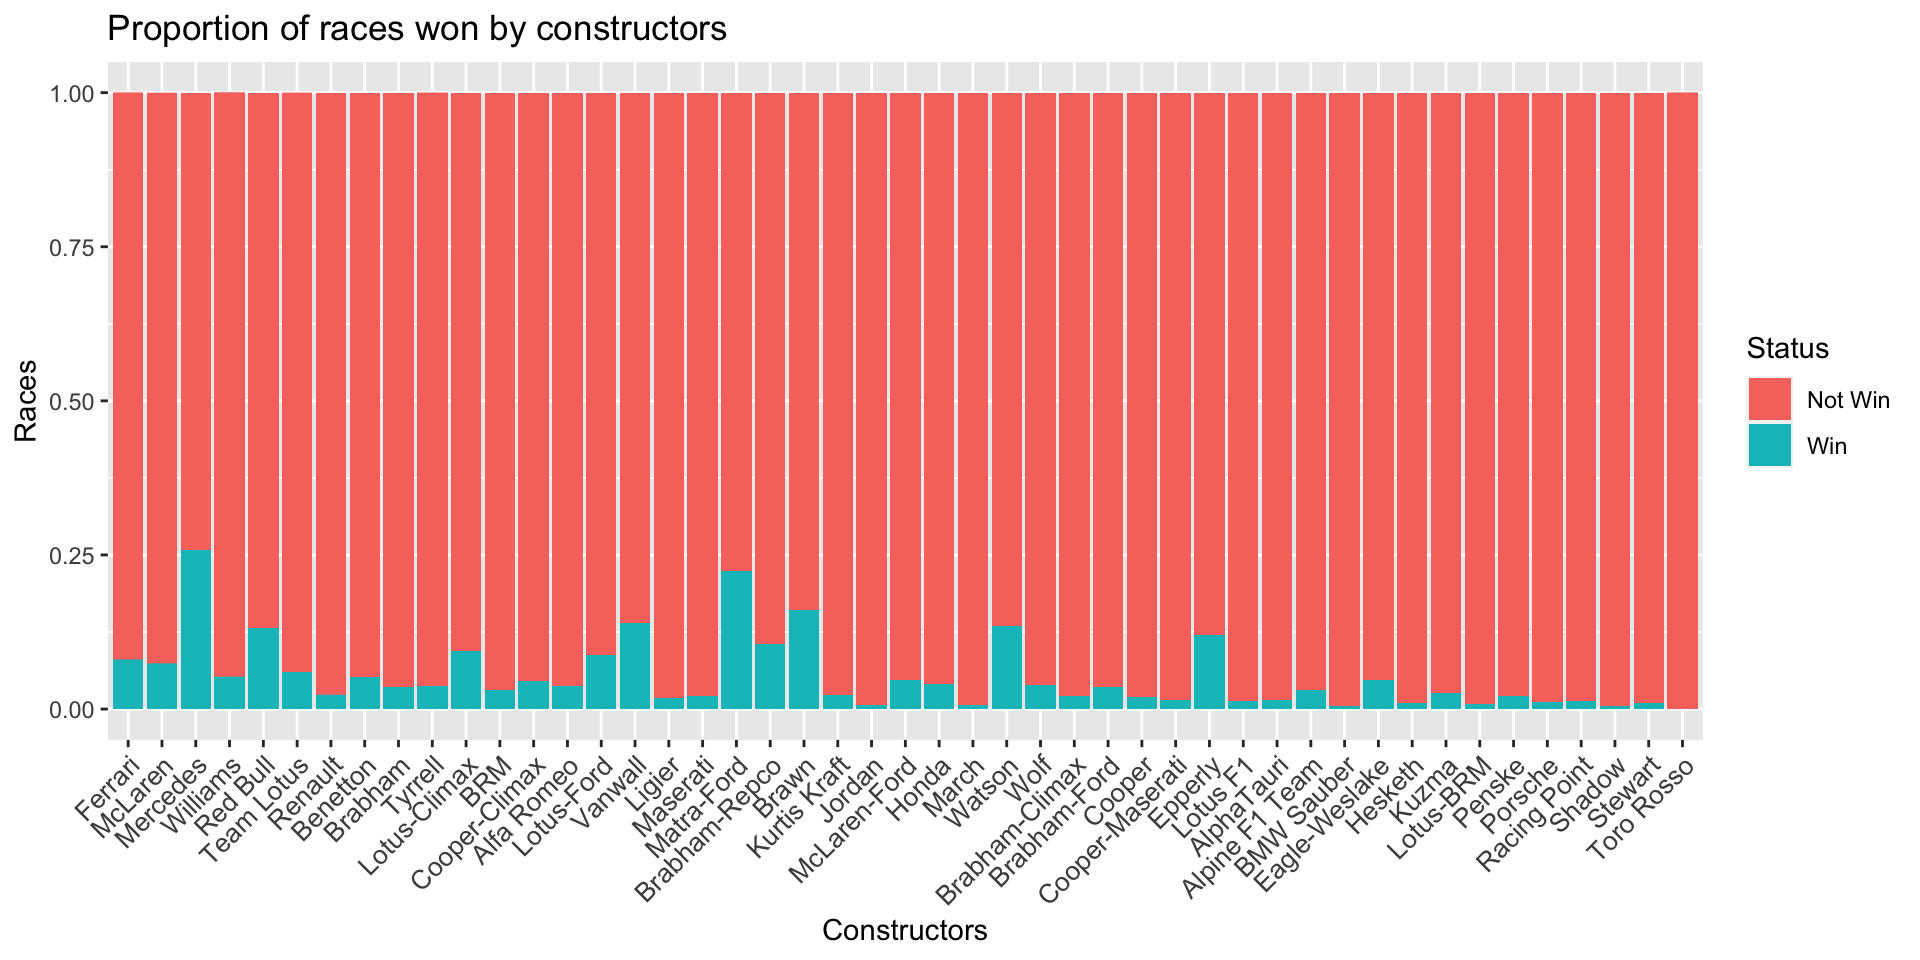 Proportion of races won by constructors
1.00
0.75
0.50
0.25
0.00
Races
Ferrari
McLaren
Mercedes
Williams
Red Bull
Team Lotus
Renault
Benetton
Brabham
Tyrrell
Lotus-Climax
BRM
Cooper-Climax
Alfa Romeo
Lotus-Ford
Vanwall
Ligier
Maserati
Matra-Ford
Brabham-Repco
Brawn
Kurtis Kraft
Jordan
McLaren-Ford
Honda
March
Watson
Wolf
Brabham-Climax
Brabham-Ford
Cooper
Cooper-Maserati
Epperly
Lotus F1
AlphaTauri
Alpine F1 Team
BMW Sauber
Eagle-Weslake
Hesketh
Kuzma
Lotus-BRM
Penske
Porsche
Racing Point
Shadow
Stewart
Toro Rosso
Constructors
Status
Not Win
Win